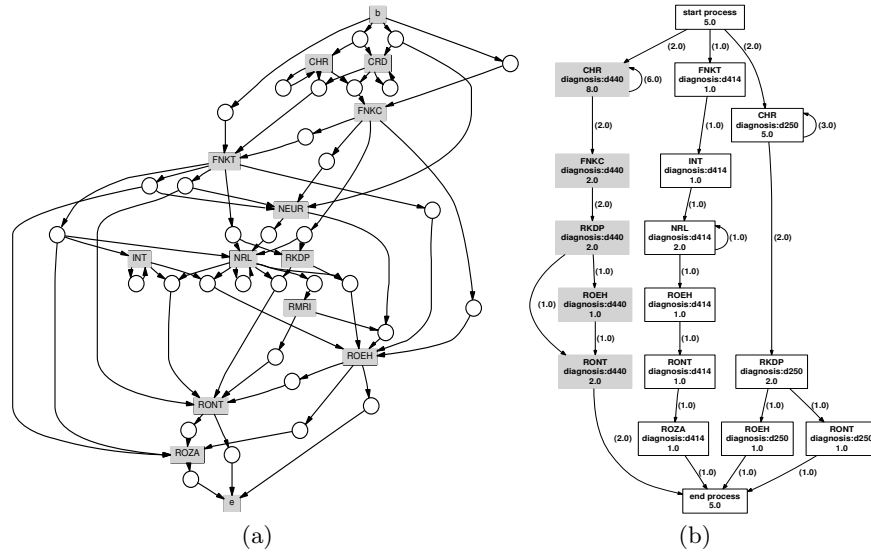 b
CHR
CRD
FNKC
FNKT
NEUR
INT
NRL
RKDP
RMRI
ROEH
RONT
ROZA
e
(a)
start process
5.0
(2.0)
(1.0)
(2.0)
CHR
diagnosis:d440
8.0
(6.0)
FNKT
diagnosis:d414
1.0
CHR
diagnosis:d250
5.0
(3.0)
(2.0)
(1.0)
FNKC
diagnosis:d440
2.0
INT
diagnosis:d414
1.0
(2.0)
(1.0)
RKDP
diagnosis:d440
2.0
NRL
diagnosis:d414
2.0
(1.0)
(2.0)
(1.0)
(1.0)
(1.0)
ROEH
diagnosis:d440
1.0
ROEH
diagnosis:d414
1.0
(1.0)
(1.0)
RONT
diagnosis:d440
2.0
RONT
diagnosis:d414
1.0
RKDP
diagnosis:d250
2.0
(1.0)
(1.0)
(1.0)
ROZA
diagnosis:d414
1.0
ROEH
diagnosis:d250
1.0
RONT
diagnosis:d250
1.0
(2.0)
(1.0)
(1.0)
(1.0)
end process
5.0
(b)